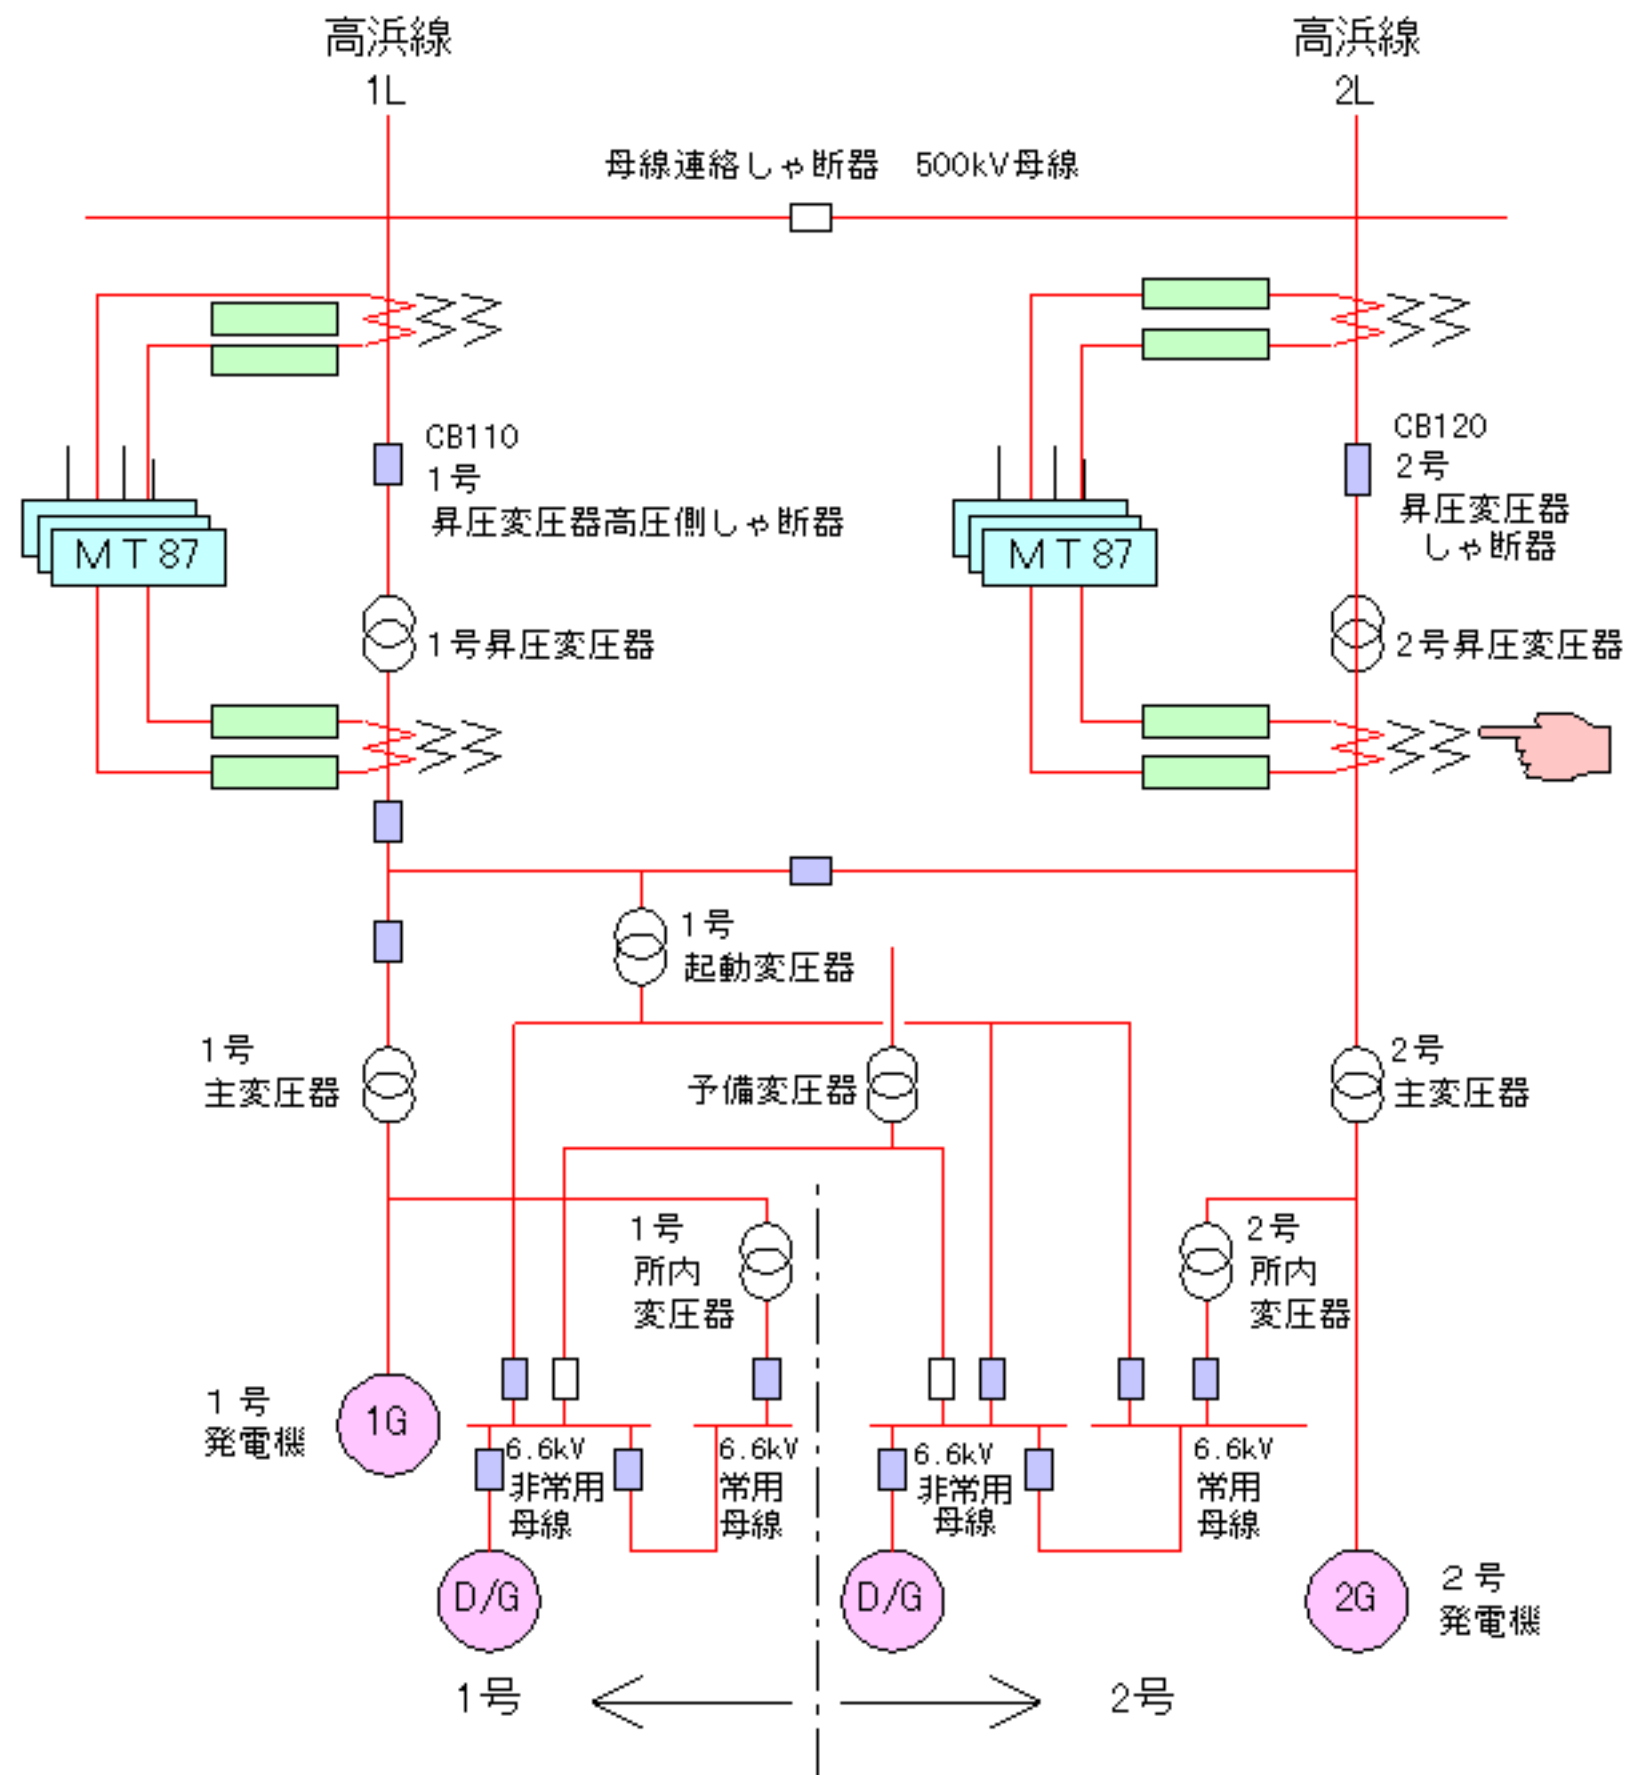 高浜線
1L
高浜線
2L
母線連絡しゃ断器 500kV母線
CB110
1号
昇圧変圧器高圧側しゃ断器
CB120
2号
昇圧変圧器
しゃ断器
MT87
MT87
1号昇圧変圧器
2号昇圧変圧器
1号
起動変圧器
1号
主変圧器
予備変圧器
2号
主変圧器
1号
所内
変圧器
2号
所内
変圧器
1号
発電機
1G
6.6kV
非常用
母線
6.6kV
常用
母線
6.6kV
非常用
母線
6.6kV
常用
母線
D/G
D/G
2G
2号
発電機
1号
2号